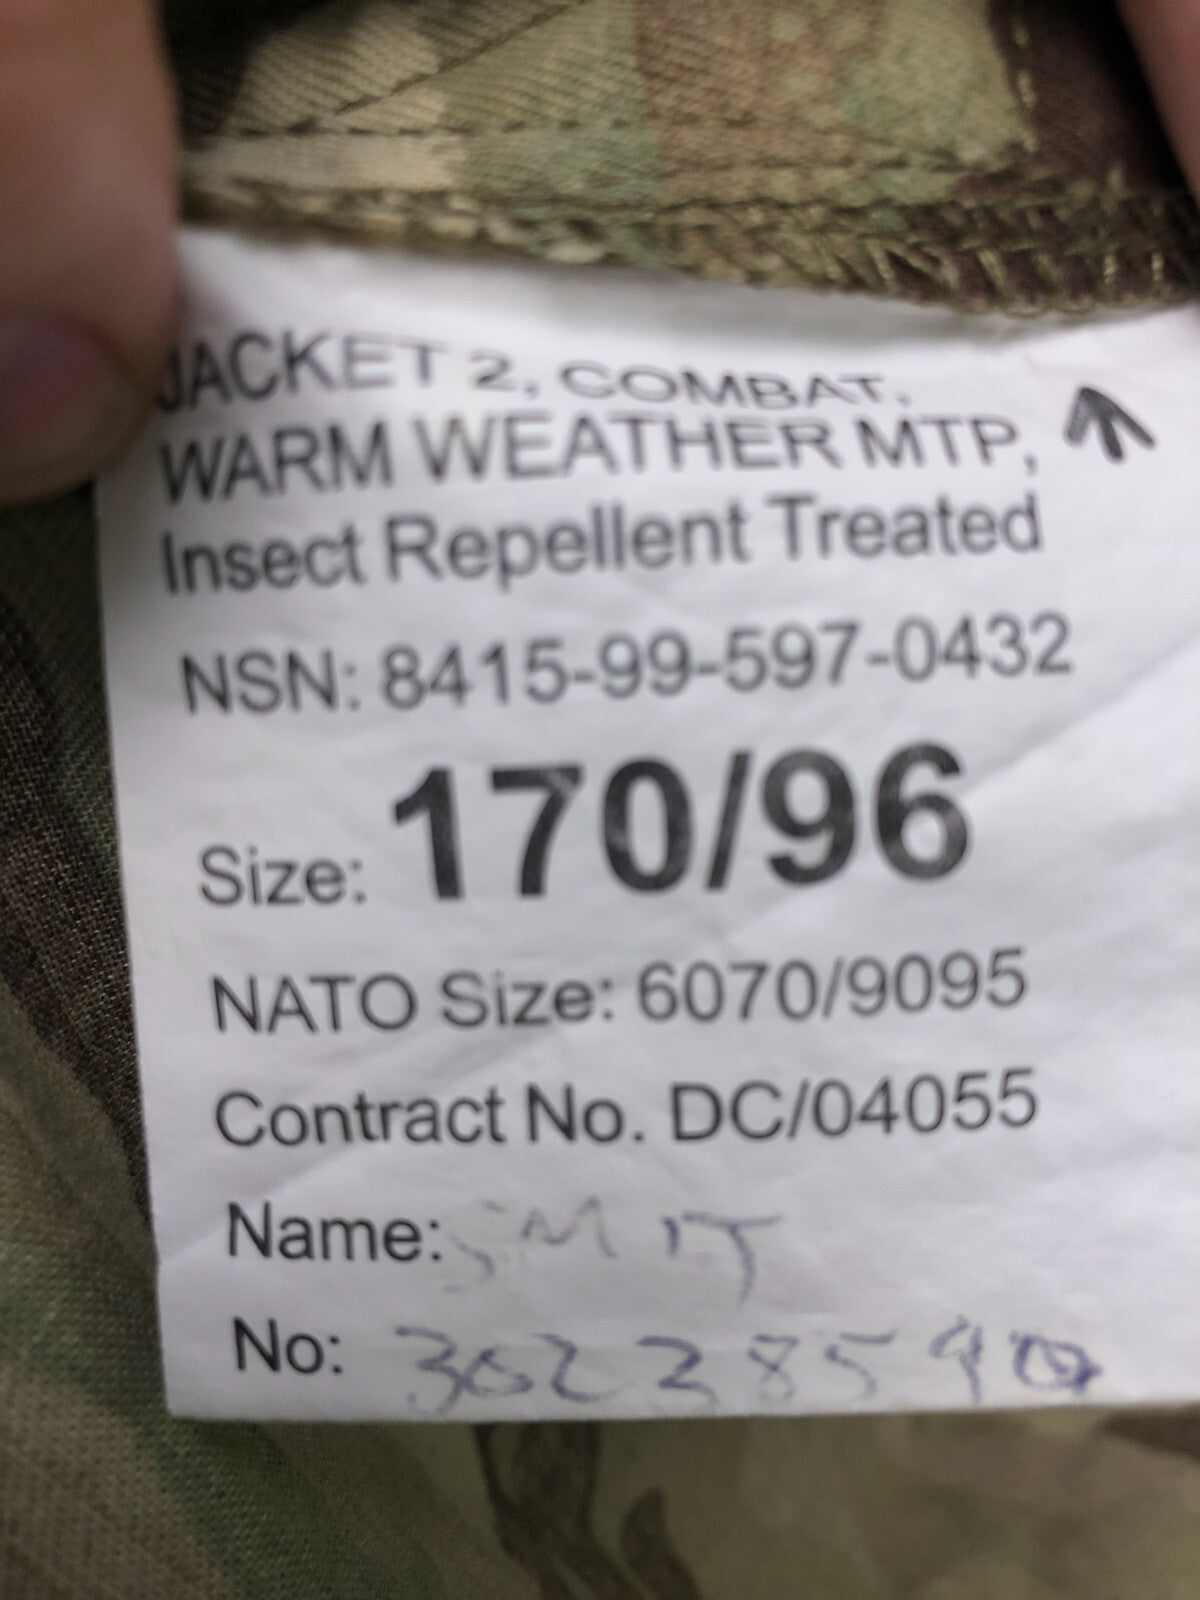 JACKET 2, COMBAT,
WARM WEATHER MTP,
Insect Repellent Treated
NSN: 8415-99-597-0432
Size: 170/96
NATO Size: 6070/9095
Contract No. DC/04055
Name: SMIT
No: